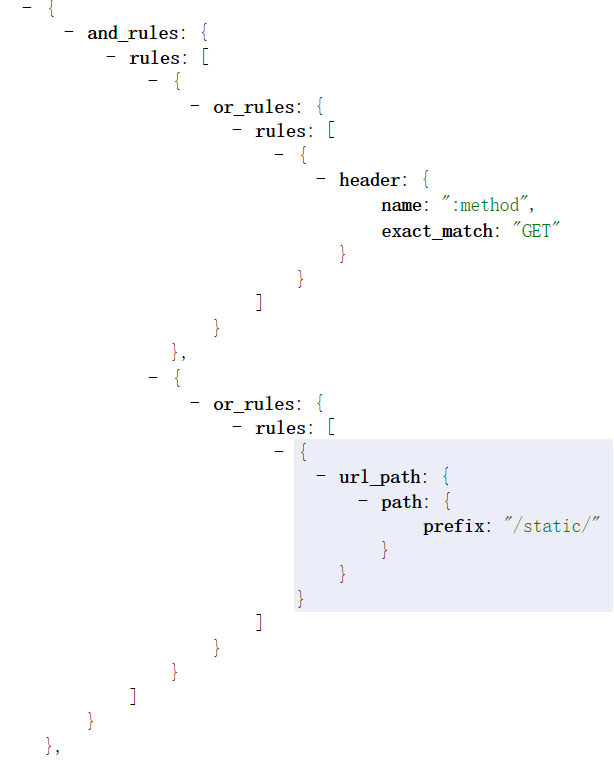 - {
- and_rules: {
- rules: [
- {
- or_rules: {
- rules: [
- {
- header: {
name: ":method",
exact_match: "GET"
}
}
]
}
},
- {
- or_rules: {
- rules: [
- {
- url_path: {
- path: {
prefix: "/static/"
}
}
}
]
}
}
]
}
},